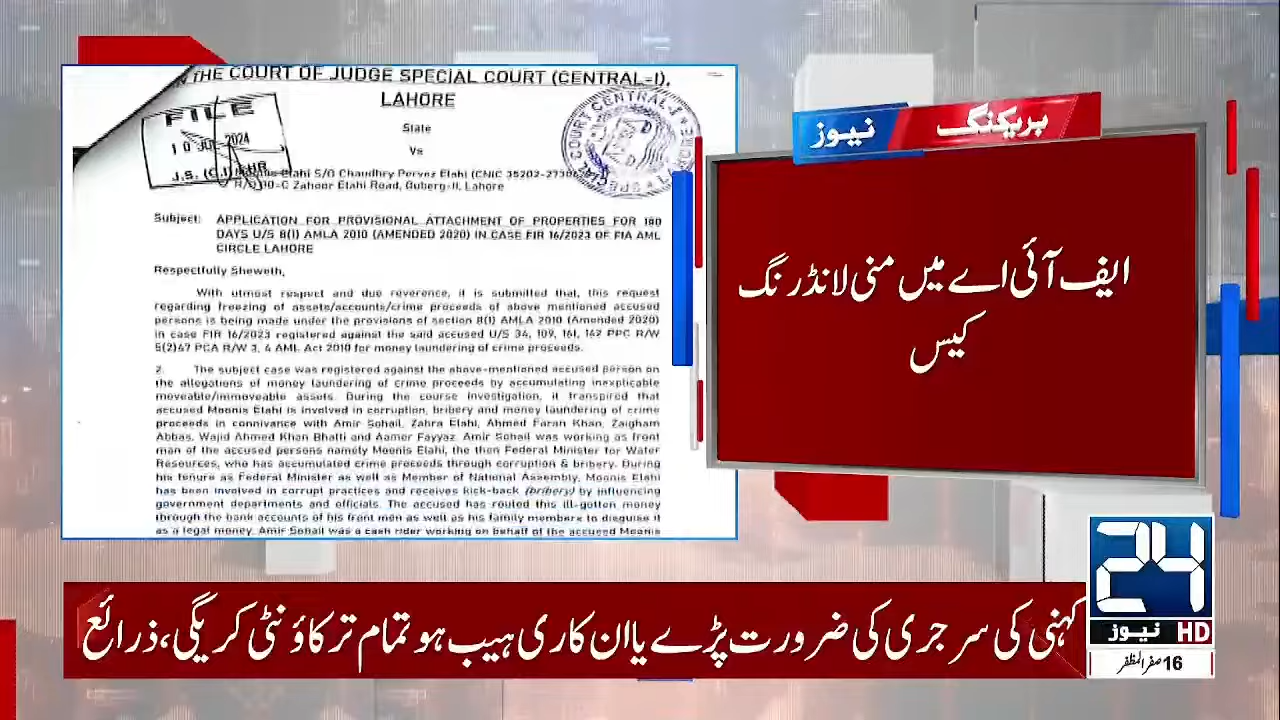 IN THE COURT OF JUDGE SPECIAL COURT (CENTRAL-I),
LAHORE
FILE
2024
State
Vs
Elahi S/O Chaudhry Pervez Elahi (CNIC 35202-
Zahoor Elahi Road, Guberg-II, Lahore
Subject: APPLICATION FOR PROVISIONAL ATTACHMENT OF PROPERTIES FOR 180
DAYS U/S 8(1) AMLA 2010 (AMENDED 2020) IN CASE FIR 16/2023 OF FIA AML
CIRCLE LAHORE
Respectfully Sheweth,
With utmost respect and due reverence, it is submitted that, this request
regarding freezing of assets/accounts/crime proceeds of above mentioned accused
persons is being made under the provisions of section 8(1) AMLA 2010 (Amended 2020)
in case FIR 16/2023 registered against the said accused U/S 34, 109, 161, 162 PPC R/W
5(2)47 PCA R/W 3, 4 AML Act 2010 for money laundering of crime proceeds.
2. The subject case was registered against the above-mentioned accused person on
the allegations of money laundering of crime proceeds by accumulating inexplicable
moveable/immoveable assets. During the course investigation, it transpired that
accused Moonis Elahi is involved in corruption, bribery and money laundering of crime
proceeds in connivance with Amir Sohail, Zahra Elahi, Ahmed Faran Khan, Zaigham
Abbas, Wajid Ahmed Khan Bhatti and Aamer Fayyaz. Amir Sohail was working as front
man of the accused persons namely Moonis Elahi, the then Federal Minister for Water
Resources, who has accumulated crime proceeds through corruption & bribery. During
his tenure as Federal Minister as well as Member of National Assembly, Moonis Elahi
has been involved in corrupt practices and receives kick-back (bribery) by influencing
government departments and officials. The accused has routed this ill-gotten money
through the bank accounts of his front men as well as his family members to disguise it
as a legal money. Amir Sohail was a cash rider working on behalf of the accused Moonis
بریکنگ نیوز
ایف آئی اے میں منی لانڈرنگ
کیس
کہنی کی سرجری کی ضرورت پڑے یا ان کاری ہیب ہو تمام تر کاؤنٹی کریگی، ذرائع
24
نیوز HD
16 صفر المظفر